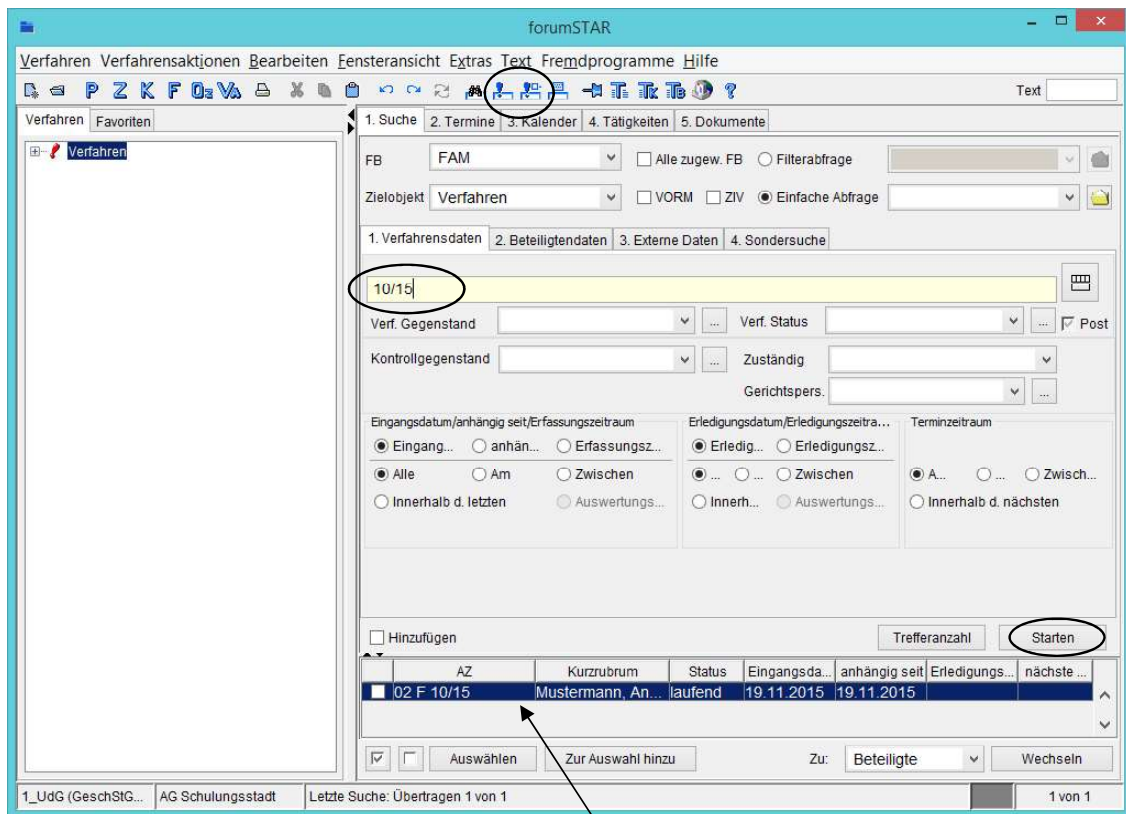 forumSTAR
Verfahren Verfahrensaktionen Bearbeiten Fensteransicht Extras Text Fremdprogramme Hilfe
P Z K F Text
Verfahren Favoriten
1. Suche 2. Termine 3. Kalender 4. Tätigkeiten 5. Dokumente
Verfahren
FB FAM Alle zugew. FB Filterabfrage
Zielobjekt Verfahren VORM ZIV Einfache Abfrage
1. Verfahrensdaten 2. Beteiligtendaten 3. Externe Daten 4. Sondersuche
10/15
Verf. Gegenstand ... Verf. Status ... Post
Kontrollgegenstand ... Zuständig
Gerichtspers. ...
Eingangsdatum/anhängig seit/Erfassungszeitraum Erledigungsdatum/Erledigungszeitra... Terminzeitraum
Eingang... anhän... Erfassungsz... Erledig... Erledigungsz...
Alle Am Zwischen ... ... Zwischen A... ... Zwisch...
Innerhalb d. letzten Auswertungs... Innerh... Auswertungs... Innerhalb d. nächsten
Hinzufügen Trefferanzahl Starten
AZ Kurzrubrum Status Eingangsda... anhängig seit Erledigungs... nächste ...
02 F 10/15 Mustermann, An... laufend 19.11.2015 19.11.2015
Auswählen Zur Auswahl hinzu Zu: Beteiligte Wechseln
1_UdG (GeschStG... AG Schulungsstadt Letzte Suche: Übertragen 1 von 1 1 von 1